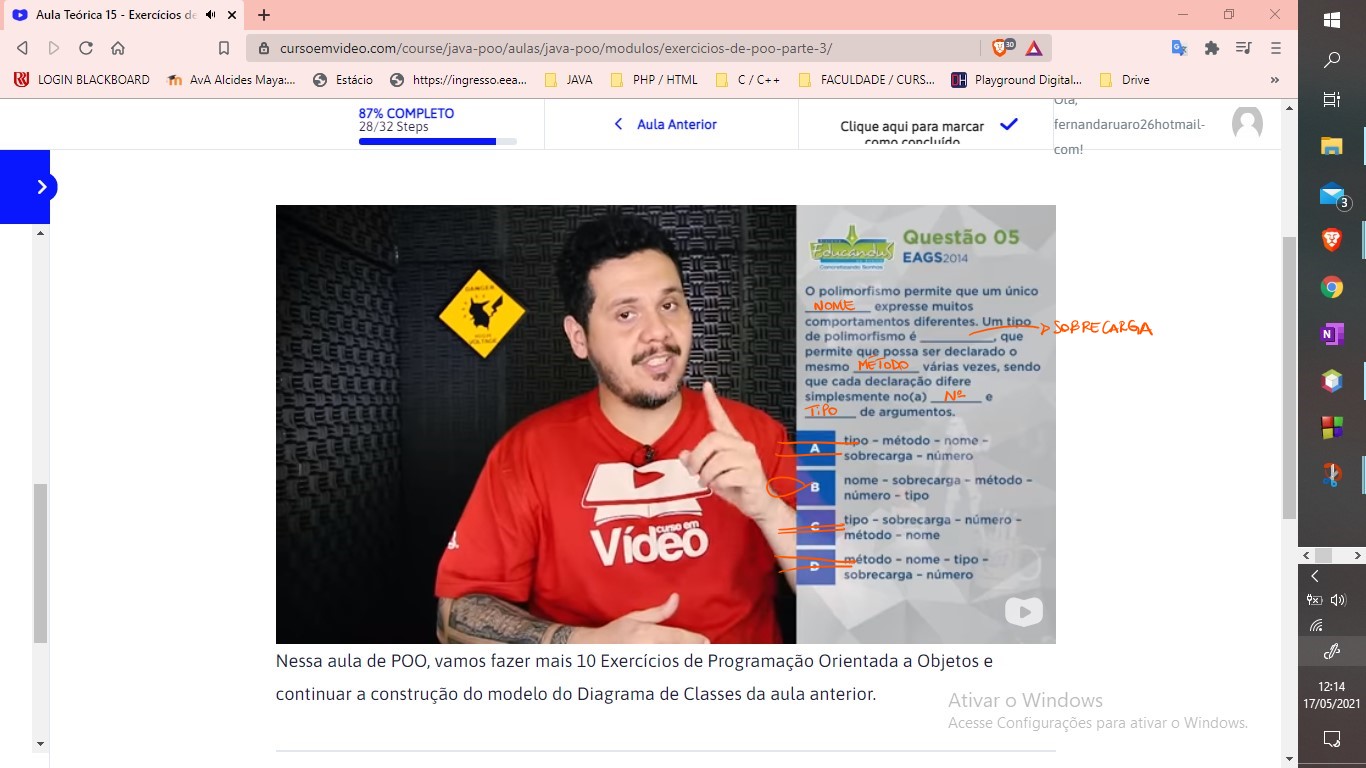 Aula Teórica 15 - Exercícios de
cursoemvideo.com/course/java-poo/aulas/java-poo/modulos/exercicios-de-poo-parte-3/
30
LOGIN BLACKBOARD
AvA Alcides Maya:...
Estácio
https://ingresso.eea...
JAVA
PHP / HTML
C / C++
FACULDADE / CURS...
Playground Digital...
Drive
87% COMPLETO
28/32 Steps
Aula Anterior
Clique aqui para marcar
como concluído
Olá,
fernandaruaro26hotmail-
com!
3
DANGER
VOLTAGE
Educandus
Concretizando Sonhos
Questão 05
EAGS2014
O polimorfismo permite que um único
NOME expresse muitos
comportamentos diferentes. Um tipo
de polimorfismo é ____________, que
SOBRECARGA
permite que possa ser declarado o
mesmo MÉTODO várias vezes, sendo
que cada declaração difere
simplesmente no(a) Nº e
TIPO de argumentos.
A tipo – método – nome –
sobrecarga – número
B nome – sobrecarga – método –
número – tipo
C tipo – sobrecarga – número –
método – nome
D método – nome – tipo –
sobrecarga – número
curso em
Vídeo
Nessa aula de POO, vamos fazer mais 10 Exercícios de Programação Orientada a Objetos e
continuar a construção do modelo do Diagrama de Classes da aula anterior.
Ativar o Windows
Acesse Configurações para ativar o Windows.
12:14
17/05/2021